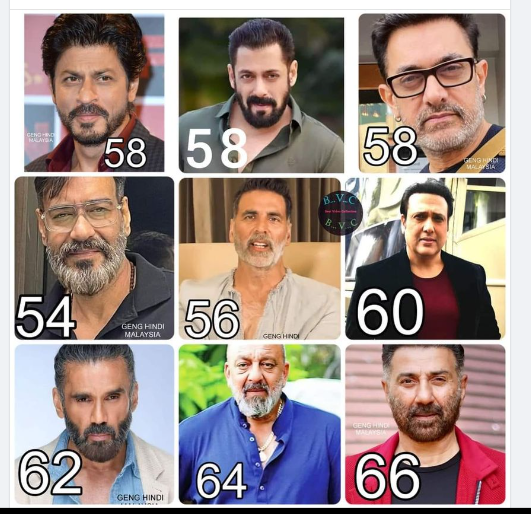 GENG HINDI
MALAYSIA
58
58
58
GENG HINDI
MALAYSIA
54
GENG HINDI
MALAYSIA
56
GENG HINDI
B..V..C
B..V..C
60
62
GENG HINDI
MALAYSIA
64
GENG HINDI
MALAYSIA
66